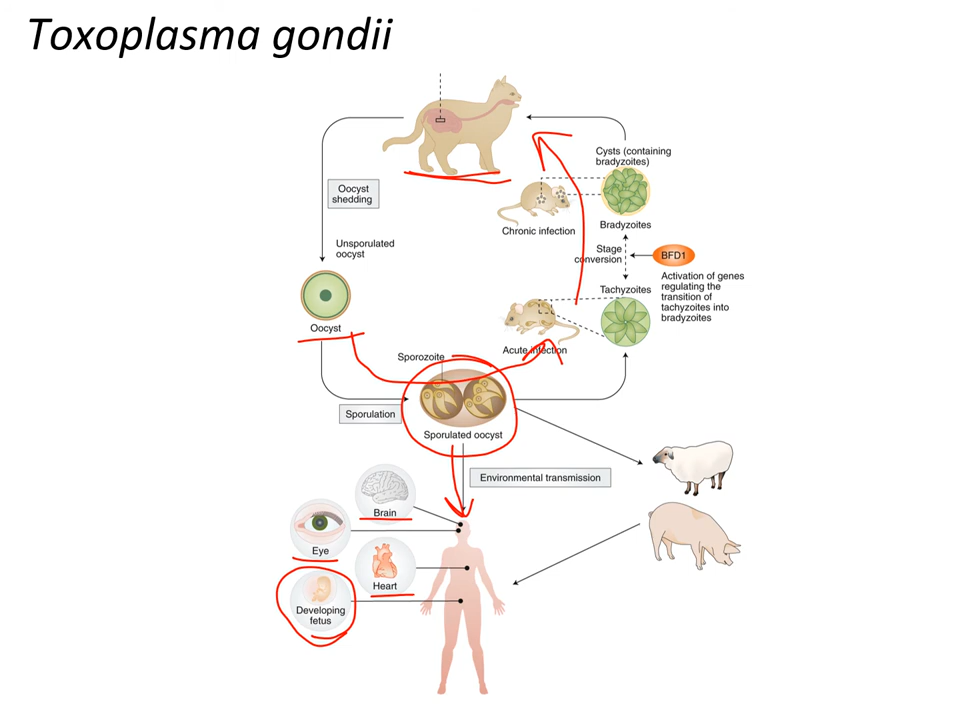 Toxoplasma gondii
Cysts (containing
bradyzoites)
Oocyst
shedding
Chronic infection
Bradyzoites
Unsporulated
oocyst
Stage
conversion
BFD1
Activation of genes
regulating the
transition of
tachyzoites into
bradyzoites
Tachyzoites
Oocyst
Acute infection
Sporozoite
Sporulation
Sporulated oocyst
Environmental transmission
Brain
Eye
Heart
Developing
fetus